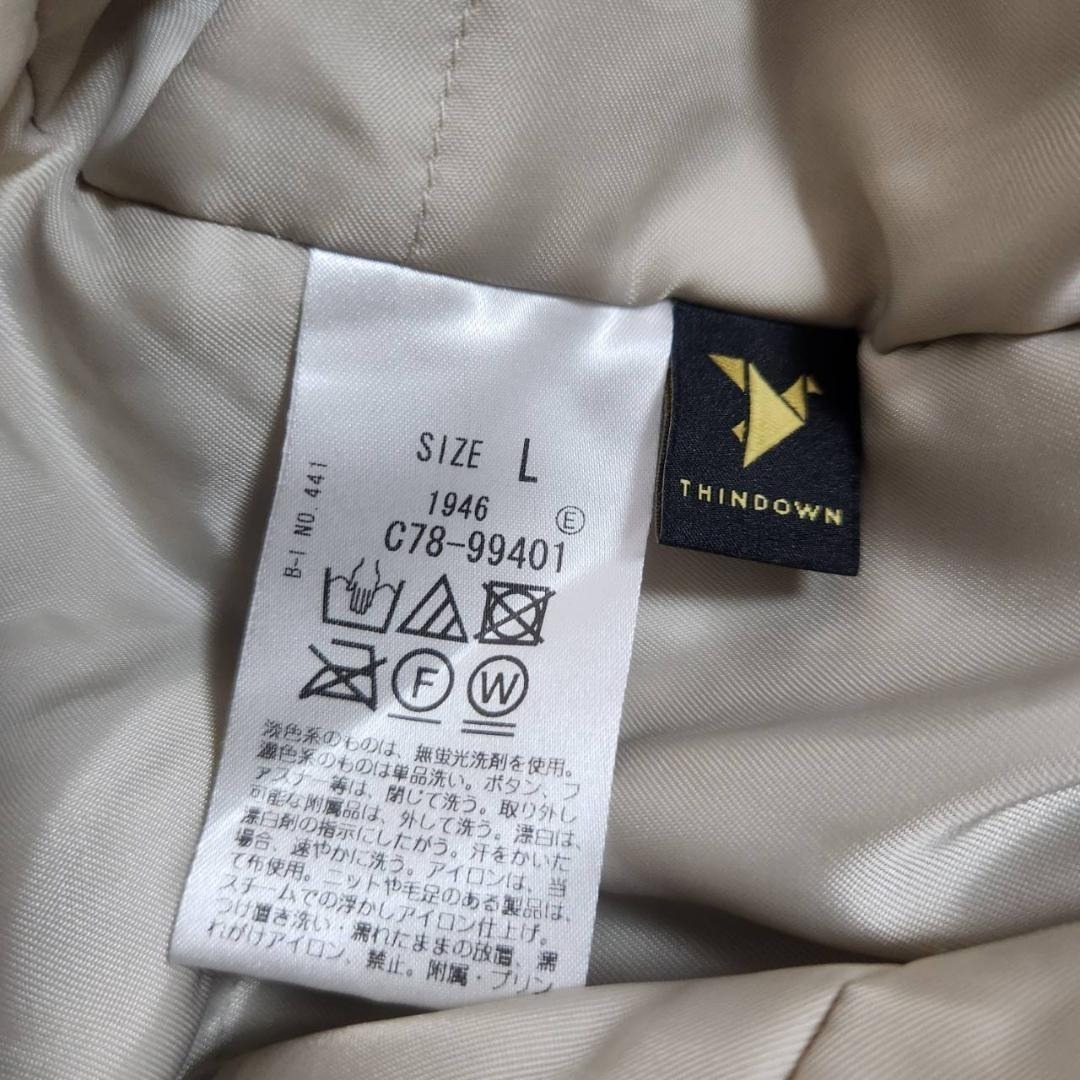 SIZE L
1946
Ⓔ
C78-99401
B-I NO.441
F W
淡色系のものは、無蛍光洗剤を使用。
濃色系のものは単品洗い。ボタン、フ
ァスナー等は、閉じて洗う。取り外し
可能な附属品は、外して洗う。漂白は、
漂白剤の指示にしたがう。汗をかいた
場合、速やかに洗う。アイロンは、当
て布使用。ニットや毛足のある製品は、
スチームでの浮かしアイロン仕上げ。
つけ置き洗い・濡れたままの放置、濡
れがけアイロン、禁止。附属・プリン
THINDOWN